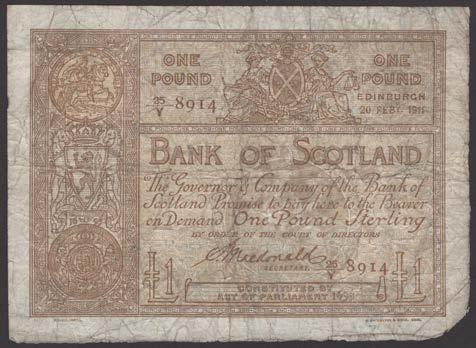 ONE POUND
ONE POUND
25/V 8914
EDINBURGH
20 FEBY. 1911
BANK OF SCOTLAND
The Governor & Company of the Bank of
Scotland Promise to pay here to the Bearer
on Demand One Pound Sterling
BY ORDER OF THE COURT OF DIRECTORS
SECRETARY.
25/V 8914
£1
£1
CONSTITUTED BY
ACT OF PARLIAMENT 1695